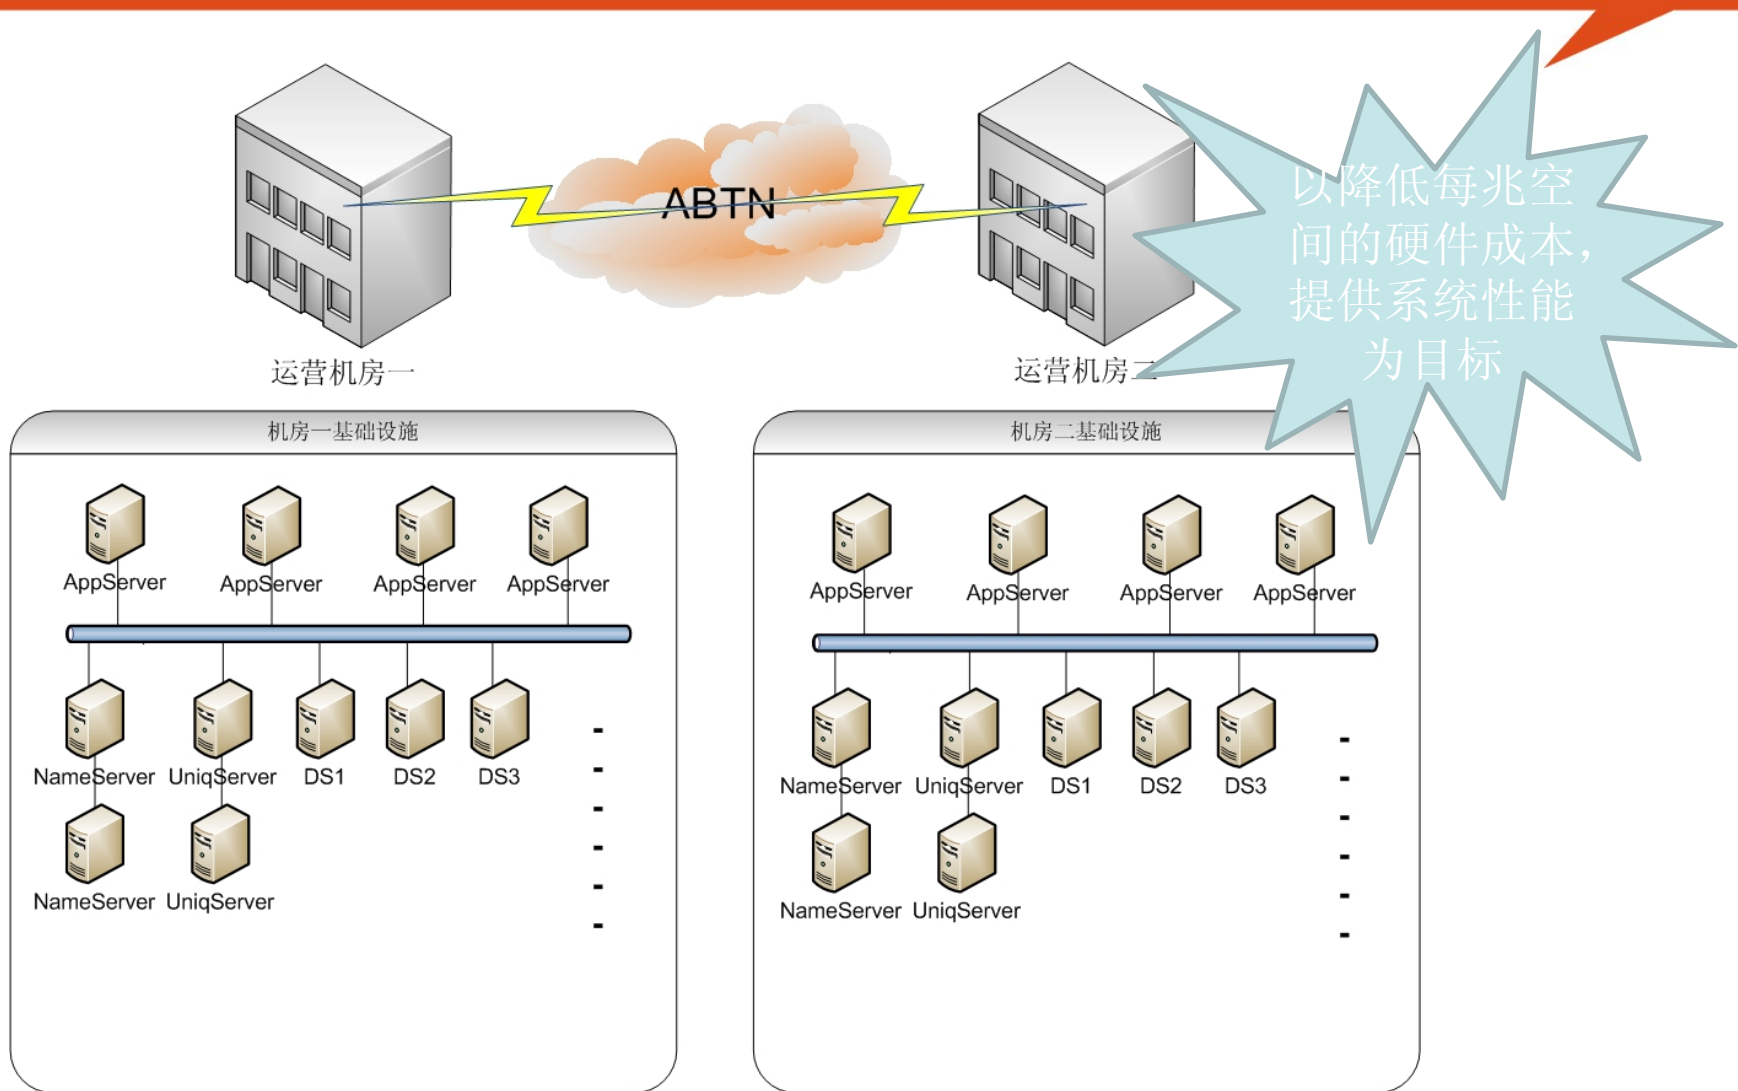 ABTN
以降低每兆空
间的硬件成本,
提供系统性能
为目标
运营机房一
运营机房二
机房一基础设施
机房二基础设施
AppServer AppServer AppServer AppServer
AppServer AppServer AppServer AppServer
NameServer UniqServer DS1 DS2 DS3
NameServer UniqServer DS1 DS2 DS3
NameServer UniqServer
NameServer UniqServer